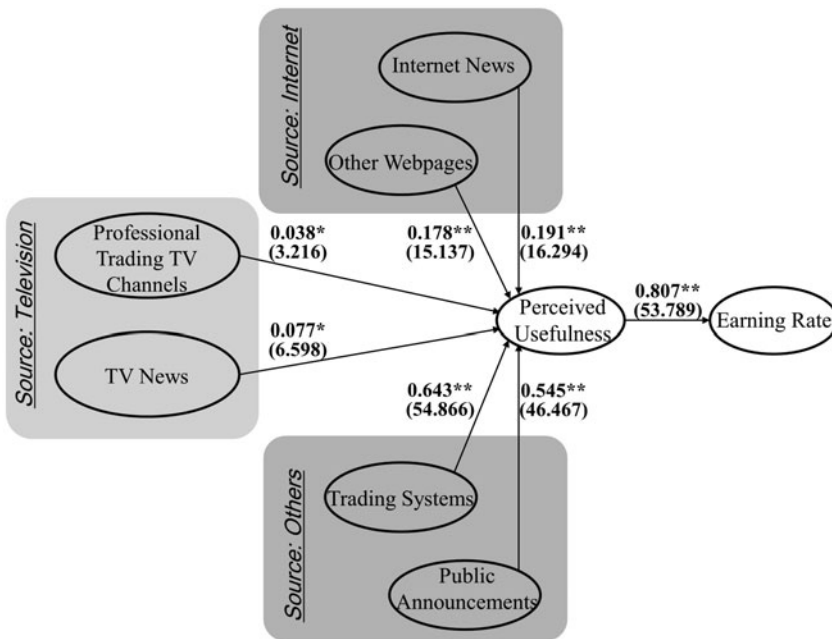 Source: Internet
Internet News
Other Webpages
Source: Television
Professional
Trading TV
Channels
TV News
0.038*
(3.216)
0.077*
(6.598)
0.178**
(15.137)
0.191**
(16.294)
Perceived
Usefulness
0.807**
(53.789)
Earning Rate
0.643**
(54.866)
0.545**
(46.467)
Source: Others
Trading Systems
Public
Announcements